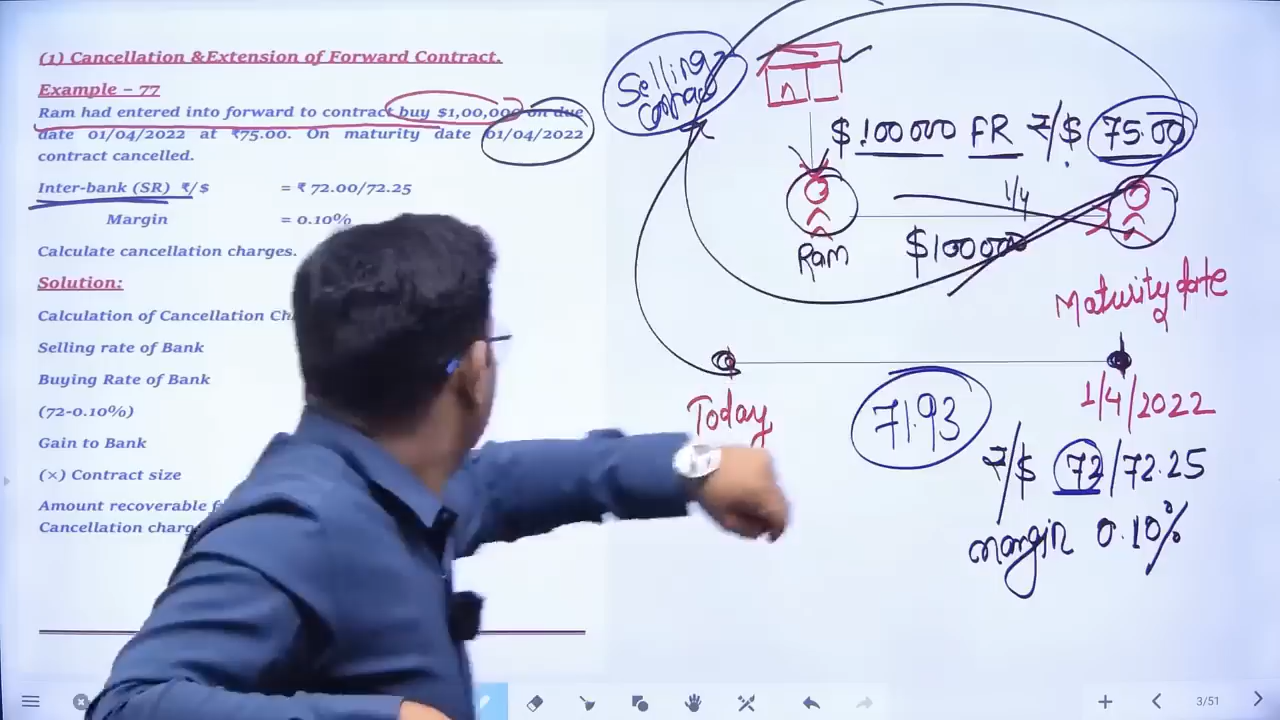 (1) Cancellation &Extension of Forward Contract.
Example – 77
Ram had entered into forward to contract buy $1,00,000 on due
date 01/04/2022 at ₹75.00. On maturity date 01/04/2022
contract cancelled.
Inter-bank (SR) ₹/$ = ₹ 72.00/72.25
Margin = 0.10%
Calculate cancellation charges.
Solution:
Calculation of Cancellation Ch
Selling rate of Bank
Buying Rate of Bank
(72-0.10%)
Gain to Bank
(×) Contract size
Amount recoverable f
Cancellation charg
Selling
Contract
$ 100000 FR ₹/$ 75.00
1/4
Ram
$100000
Maturity date
Today
1/4/2022
71.93
₹/$ 72/72.25
margin 0.10%
3/51